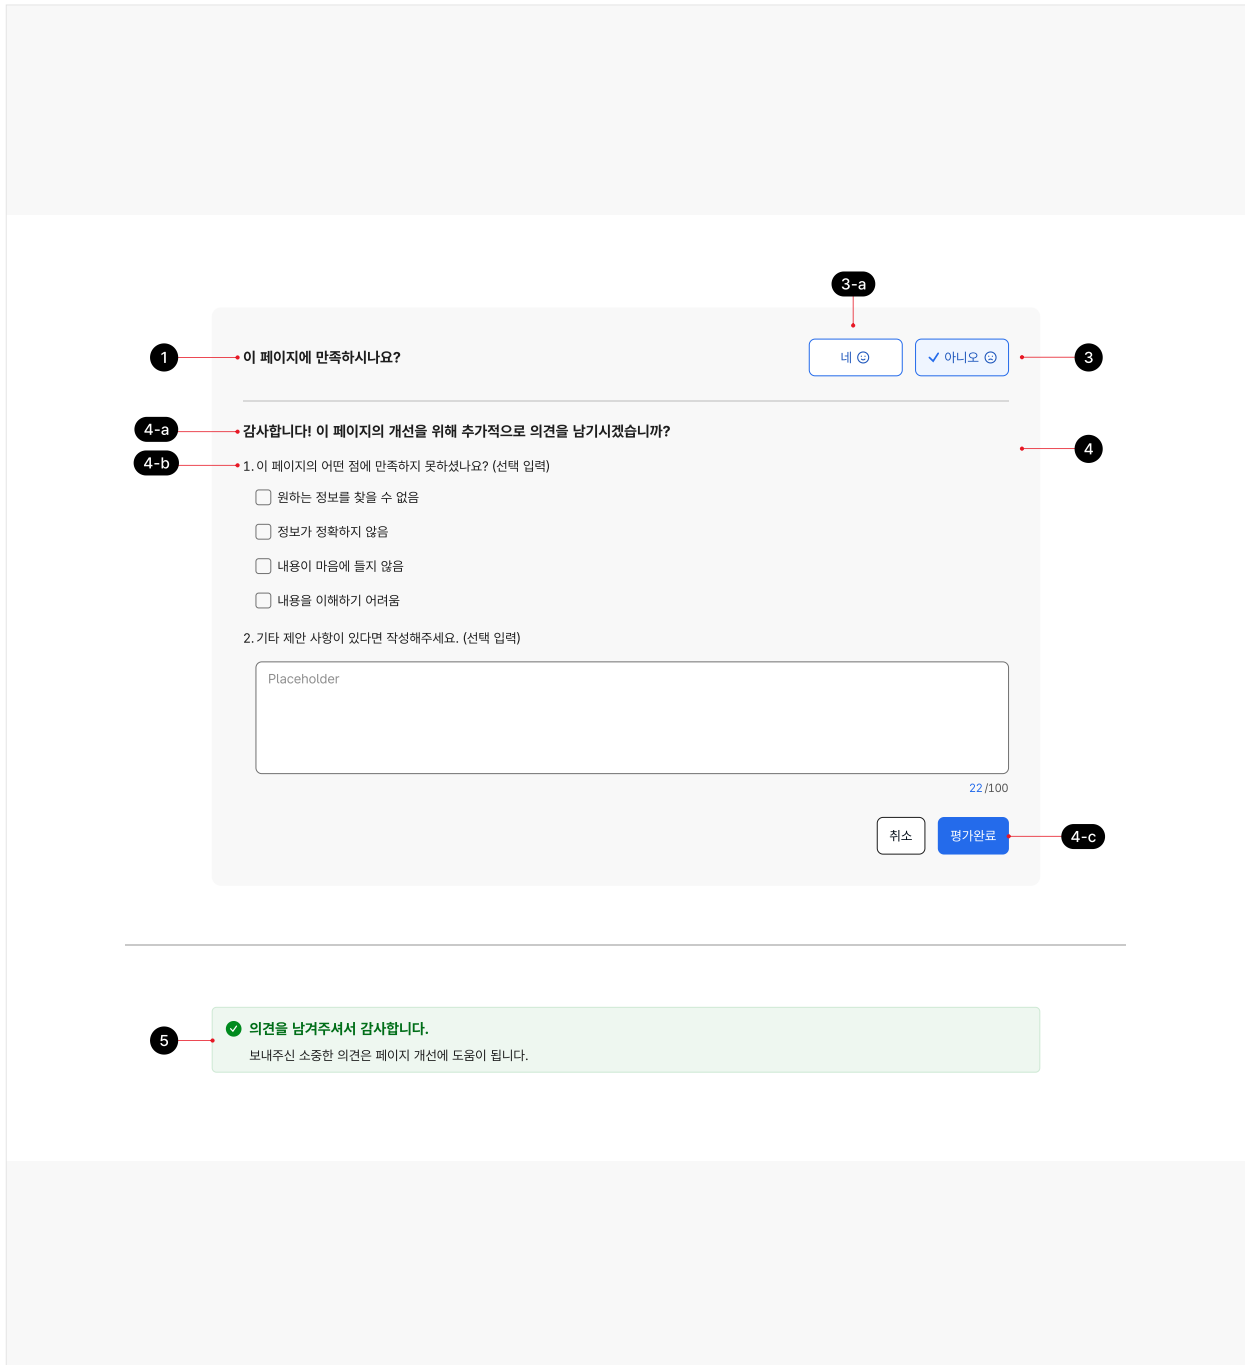 3-a
1
이 페이지에 만족하시나요?
네
아니오
3
4-a
감사합니다! 이 페이지의 개선을 위해 추가적으로 의견을 남기시겠습니까?
4
4-b
1. 이 페이지의 어떤 점에 만족하지 못하셨나요? (선택 입력)
원하는 정보를 찾을 수 없음
정보가 정확하지 않음
내용이 마음에 들지 않음
내용을 이해하기 어려움
2. 기타 제안 사항이 있다면 작성해주세요. (선택 입력)
Placeholder
22/100
취소
평가완료
4-c
의견을 남겨주셔서 감사합니다.
5
보내주신 소중한 의견은 페이지 개선에 도움이 됩니다.